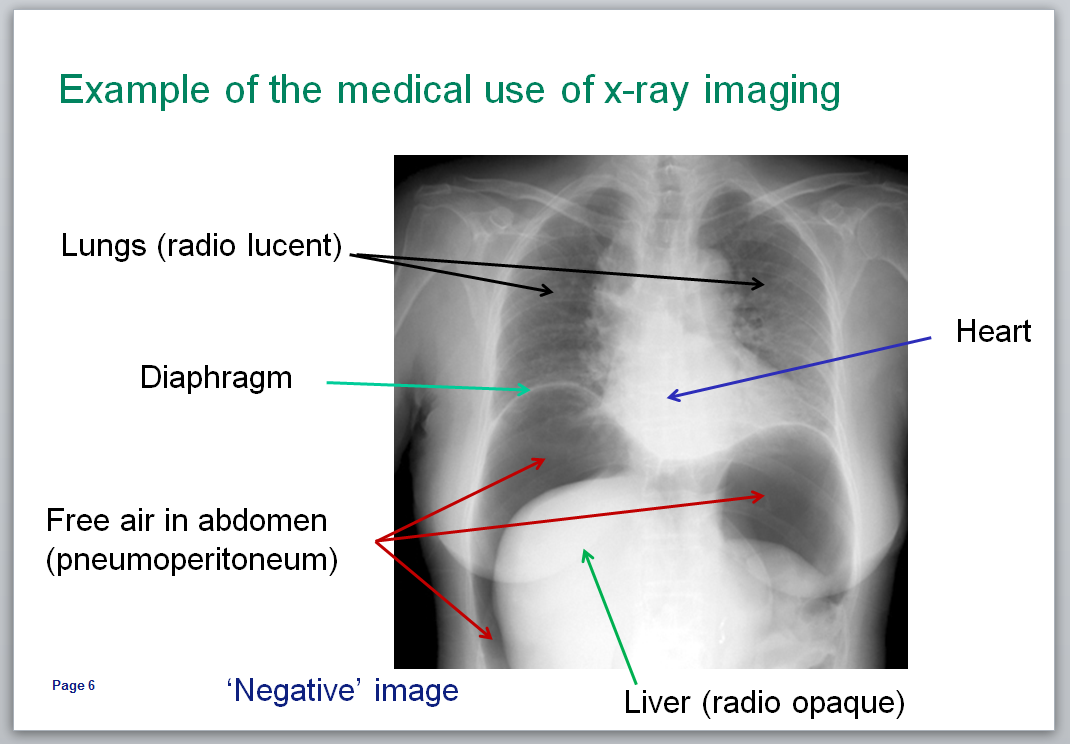 Example of the medical use of x-ray imaging
Lungs (radio lucent)
Heart
Diaphragm
Free air in abdomen
(pneumoperitoneum)
Page 6
‘Negative’ image
Liver (radio opaque)